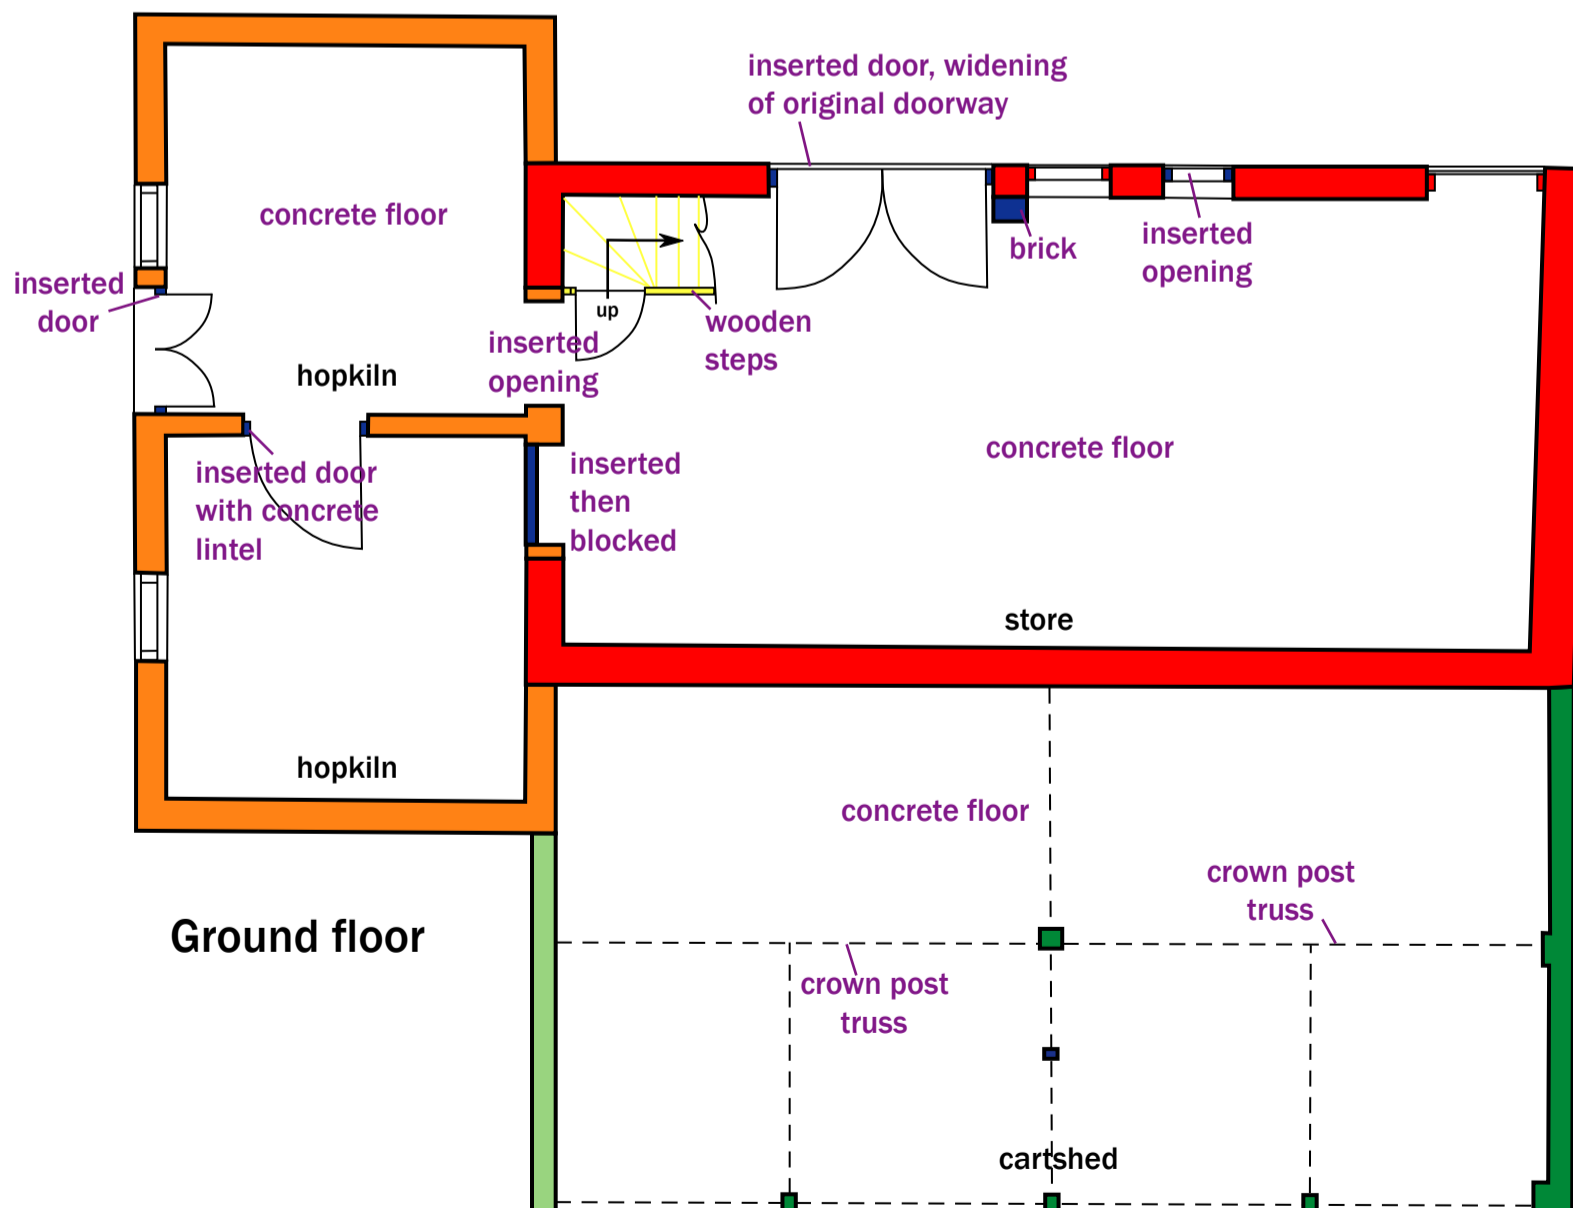 inserted door, widening
of original doorway
concrete floor
brick
inserted
opening
inserted
door
up
wooden
steps
inserted
opening
hopkiln
concrete floor
inserted door
with concrete
lintel
inserted
then
blocked
store
hopkiln
concrete floor
crown post
truss
Ground floor
crown post
truss
cartshed